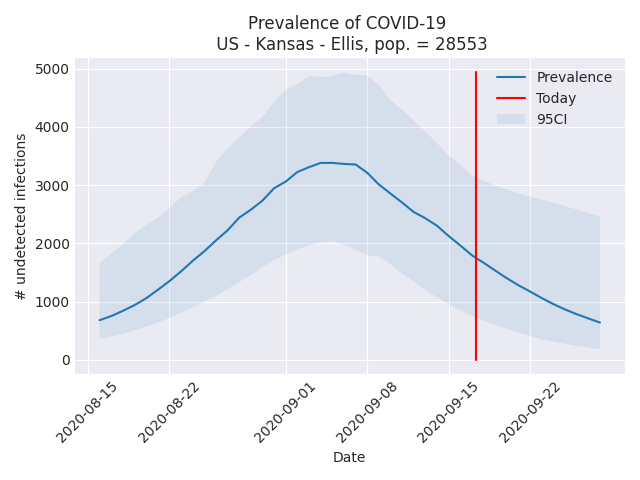 Prevalence of COVID-19
US - Kansas - Ellis, pop. = 28553
Prevalence
Today
95CI
# undetected infections
5000
4000
3000
2000
1000
0
2020-08-15
2020-08-22
2020-09-01
2020-09-08
2020-09-15
2020-09-22
Date